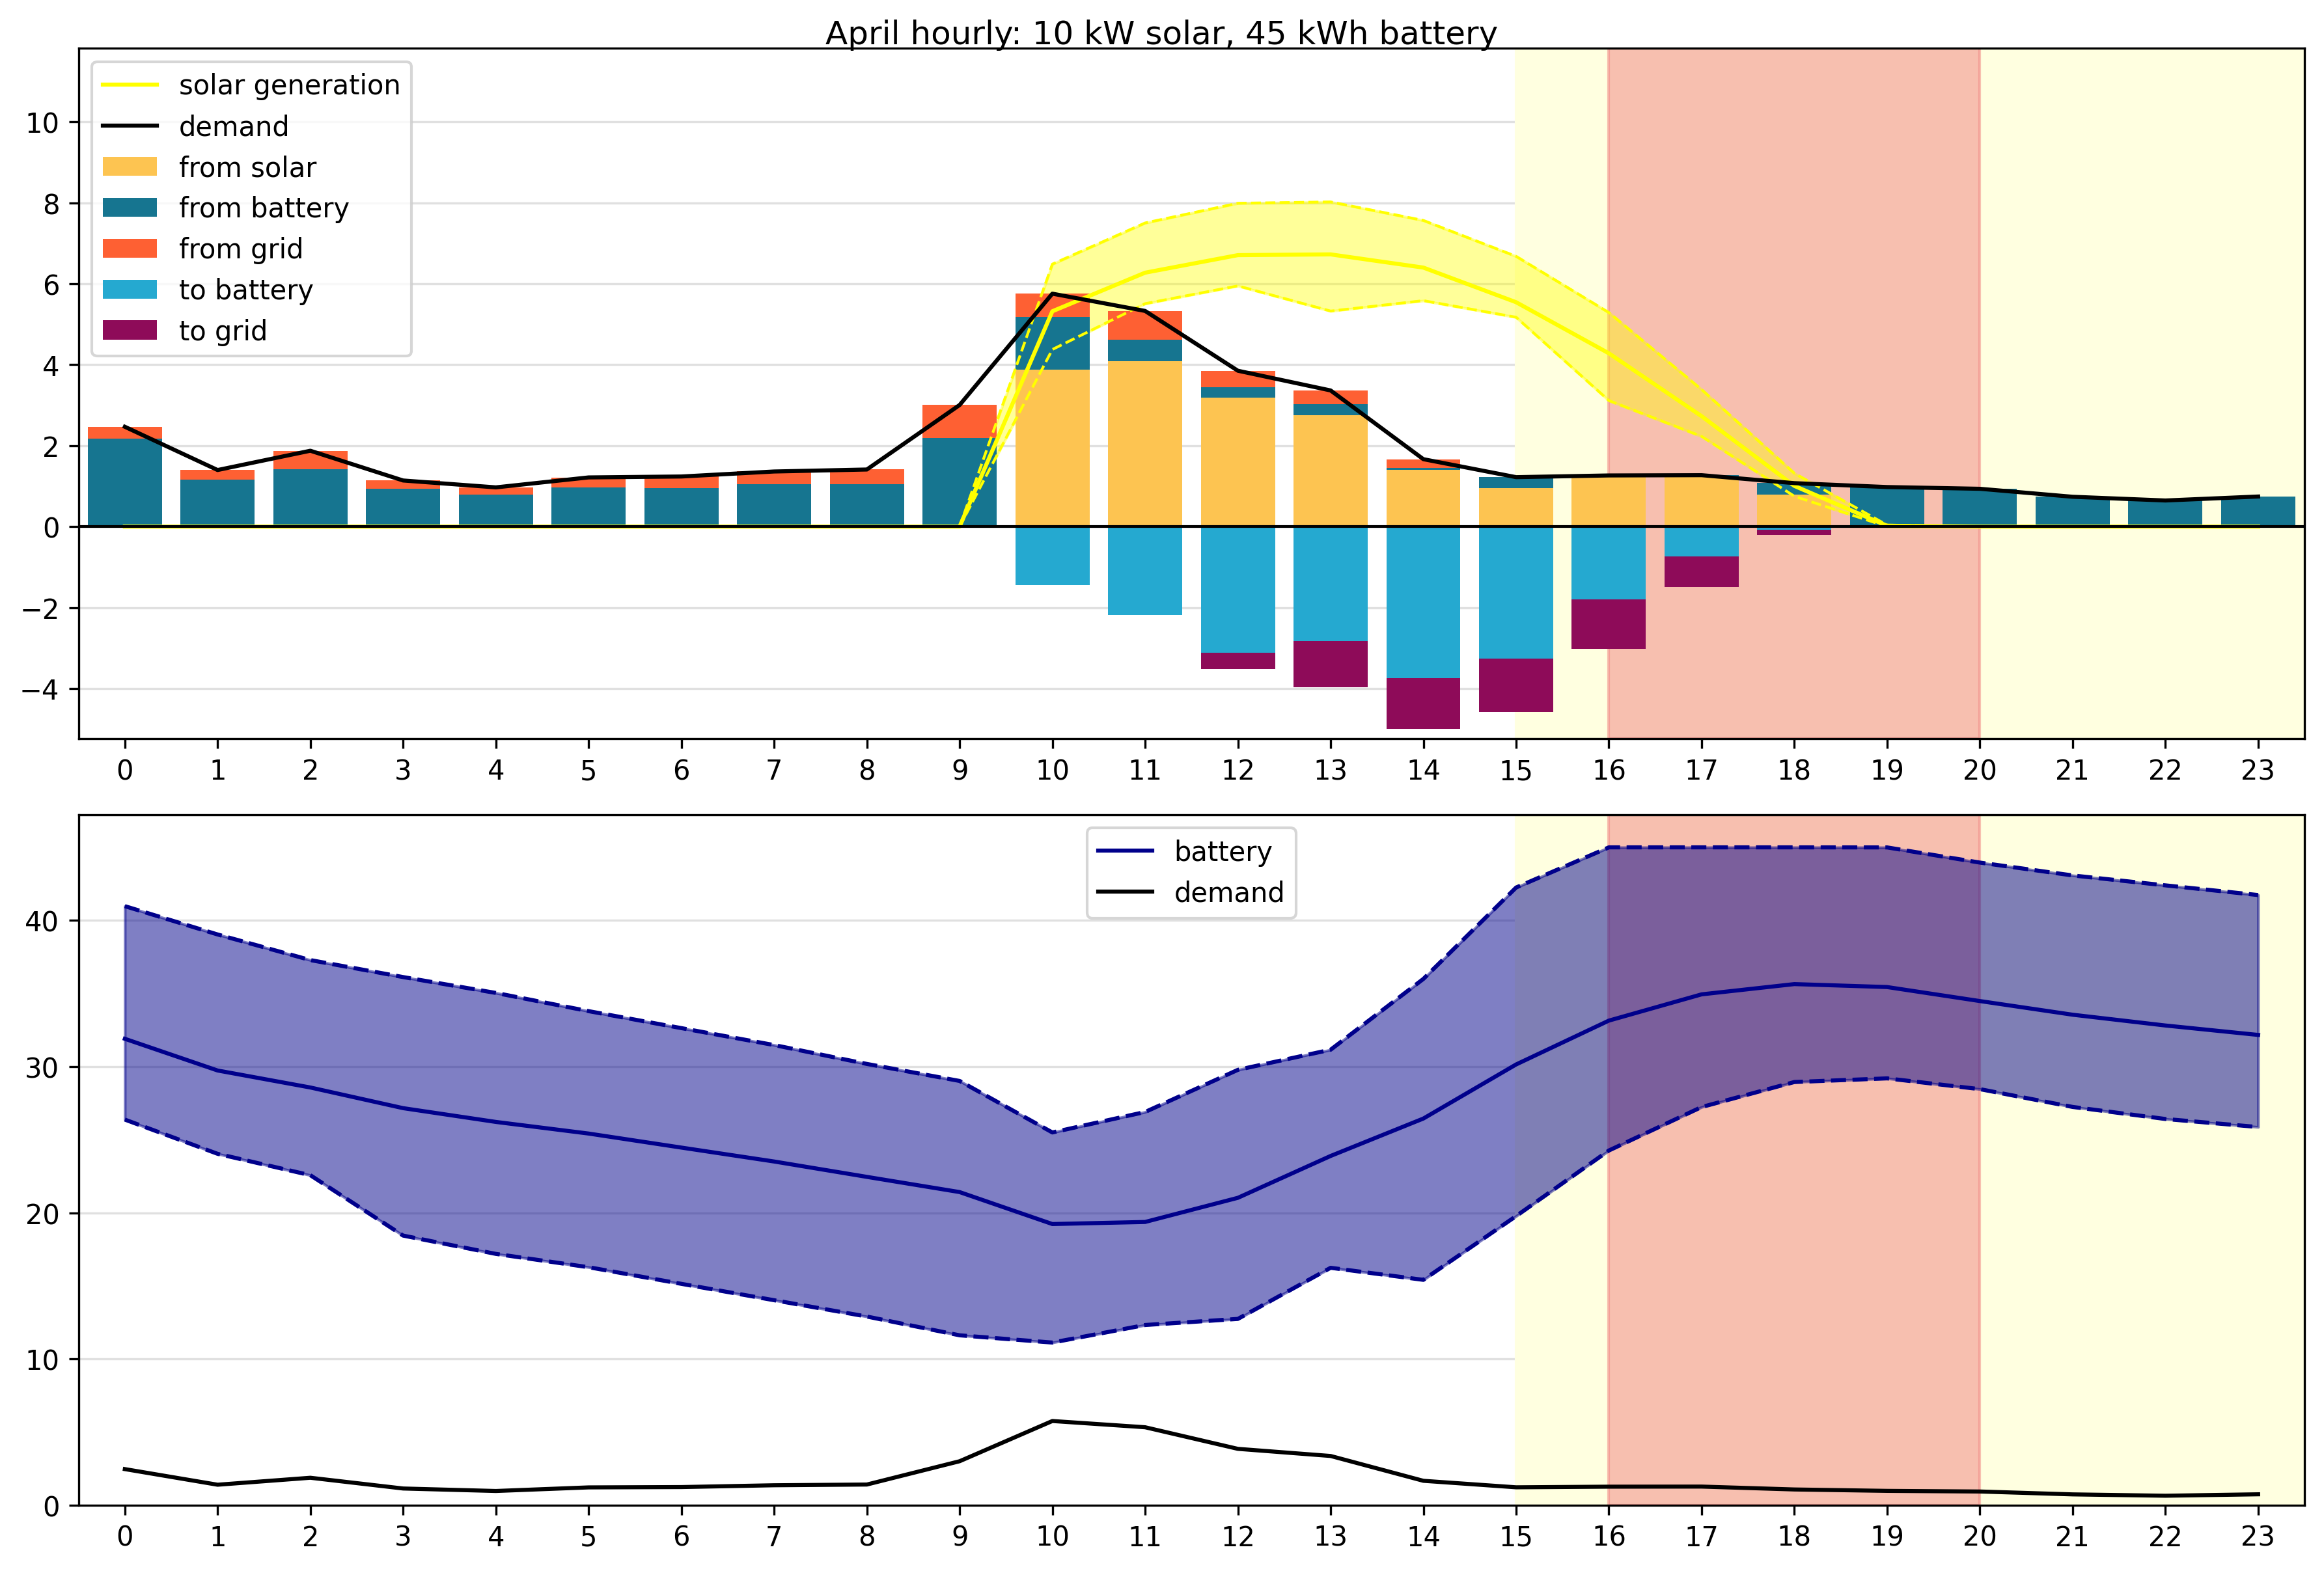 April hourly: 10 kW solar, 45 kWh battery
solar generation
demand
from solar
from battery
from grid
to battery
to grid
10
8
6
4
2
0
−2
−4
0 1 2 3 4 5 6 7 8 9 10 11 12 13 14 15 16 17 18 19 20 21 22 23
battery
demand
40
30
20
10
0
0 1 2 3 4 5 6 7 8 9 10 11 12 13 14 15 16 17 18 19 20 21 22 23